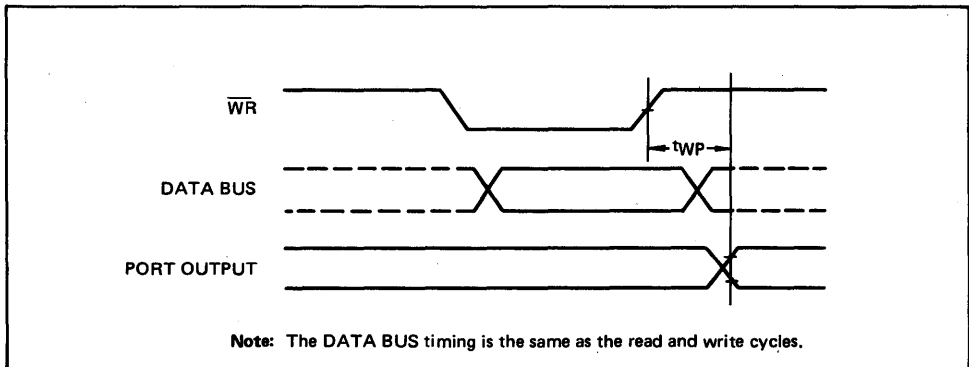 WR
tWP
DATA BUS
PORT OUTPUT
Note: The DATA BUS timing is the same as the read and write cycles.